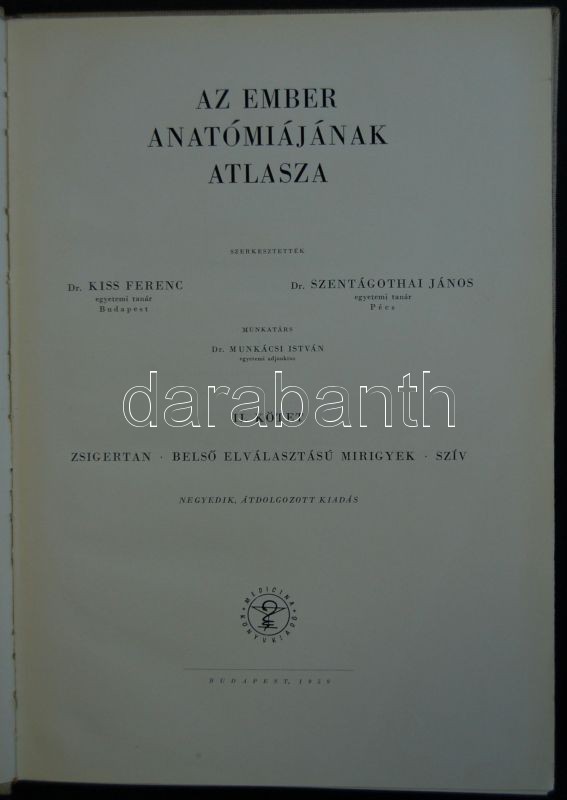 AZ EMBER
ANATÓMIÁJÁNAK
ATLASZA
SZERKESZTETTÉK
Dr. KISS FERENC
egyetemi tanár
Budapest
Dr. SZENTÁGOTHAI JÁNOS
egyetemi tanár
Pécs
MUNKATÁRS
Dr. MUNKÁCSI ISTVÁN
egyetemi adjunktus
darabanth
II. KÖTET
ZSIGERTAN · BELSŐ ELVÁLASZTÁSÚ MIRIGYEK · SZÍV
NEGYEDIK, ÁTDOLGOZOTT KIADÁS
MEDICINA
KÖNYVKIADÓ
BUDAPEST, 1959